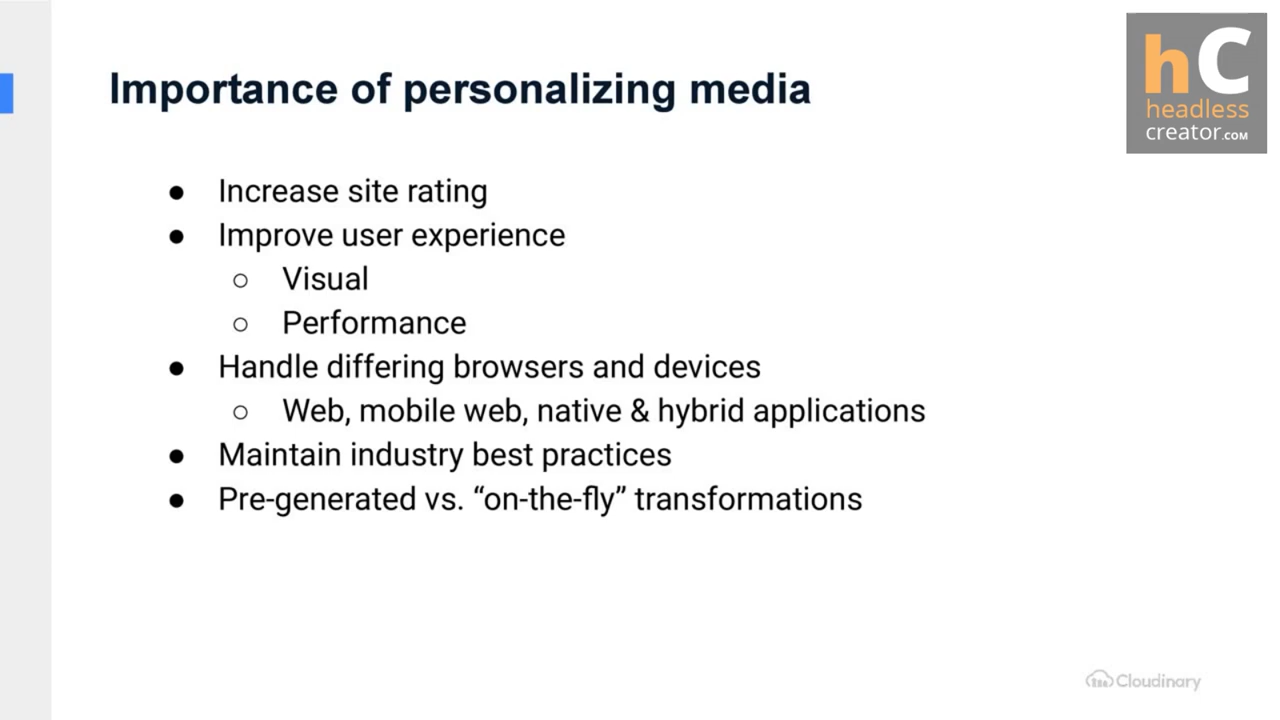 Importance of personalizing media
hC
headless
creator.COM
● Increase site rating
● Improve user experience
○ Visual
○ Performance
● Handle differing browsers and devices
○ Web, mobile web, native & hybrid applications
● Maintain industry best practices
● Pre-generated vs. “on-the-fly” transformations
Cloudinary